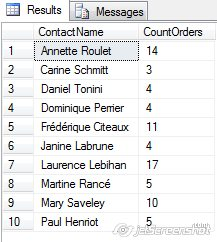 Results Messages
ContactName CountOrders
1 Annette Roulet 14
2 Carine Schmitt 3
3 Daniel Tonini 4
4 Dominique Perrier 4
5 Frédérique Citeaux 11
6 Janine Labrune 4
7 Laurence Lebihan 17
8 Martine Rancé 5
9 Mary Saveley 10
10 Paul Henriot 5
jetScreenshot